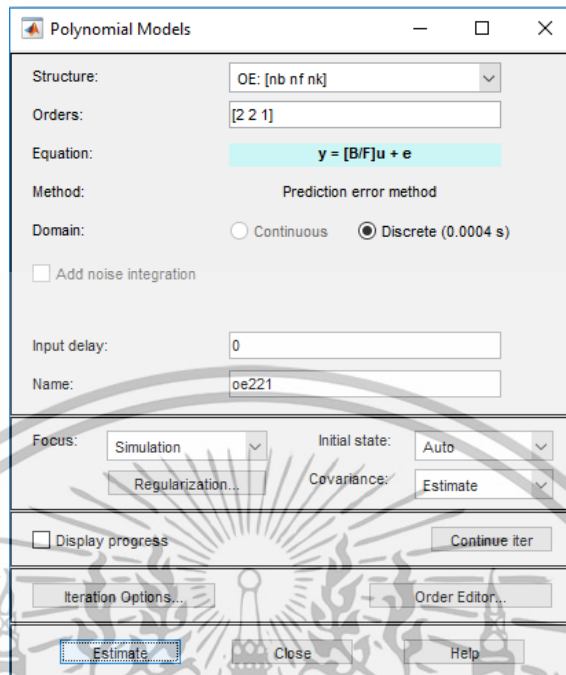 Polynomial Models
Structure: OE: [nb nf nk]
Orders: [2 2 1]
Equation: y = [B/F]u + e
Method: Prediction error method
Domain: Continuous Discrete (0.0004 s)
Add noise integration
Input delay: 0
Name: oe221
Focus: Simulation Initial state: Auto
Regularization... Covariance: Estimate
Display progress Continue iter
Iteration Options... Order Editor...
Estimate Close Help